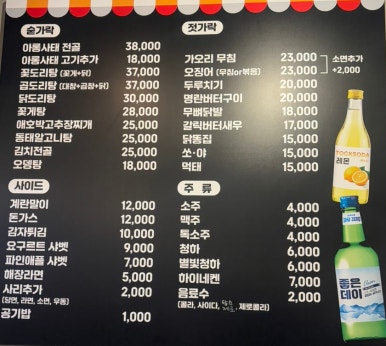 숟가락
아롱사태 전골 38,000
아롱사태 고기추가 18,000
꽃도리탕 (꽃게+닭) 37,000
곱도리탕 (대창+곱창+닭) 37,000
닭도리탕 30,000
꽃게탕 28,000
애호박고추장찌개 25,000
동태알고니탕 25,000
김치전골 25,000
오뎅탕 18,000
젓가락
가오리 무침 23,000
오징어 (무침or볶음) 23,000
소면추가
+2,000
두루치기 20,000
명란버터구이 20,000
무뼈닭발 18,000
갈릭버터새우 17,000
닭똥집 15,000
쏘·야 15,000
먹태 15,000
사이드
계란말이 12,000
돈가스 12,000
감자튀김 10,000
요구르트 샤벳 9,000
파인애플 샤벳 7,000
해장라면 5,000
사리추가 2,000
(당면, 라면, 소면, 우동)
공기밥 1,000
주 류
소주 4,000
맥주 4,000
톡소주 4,000
청하 6,000
별빛청하 6,000
하이네켄 7,000
음료수 2,000
(콜라, 사이다, 제로콜라)
TOCKSODA
레몬
좋은
데이